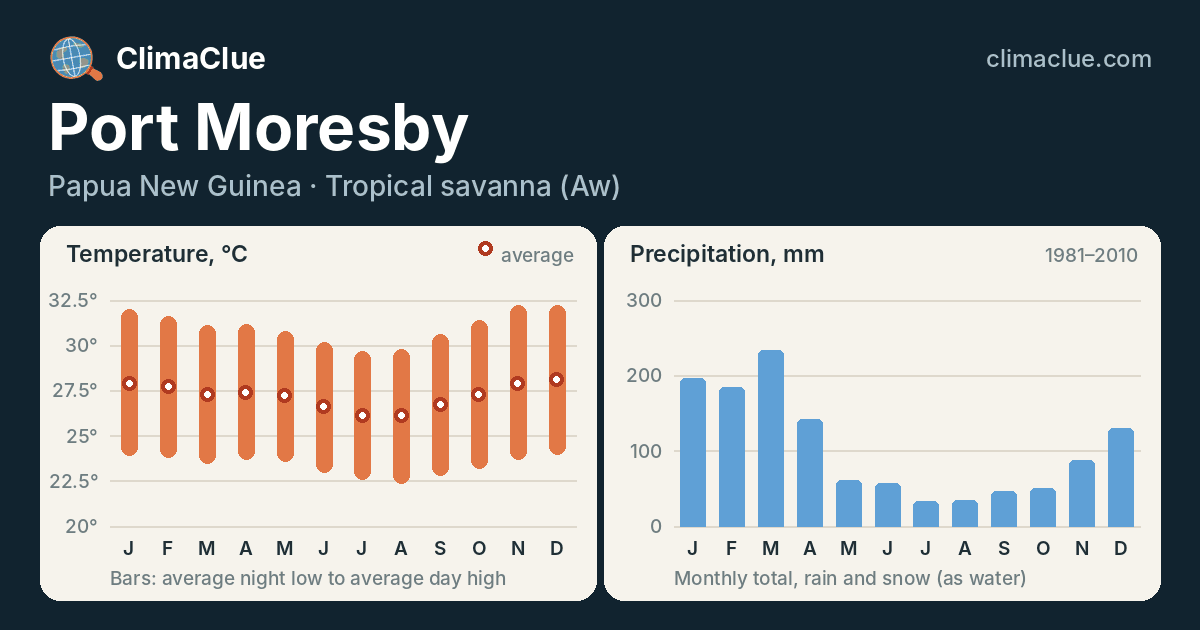 ClimaClue
climaclue.com
Port Moresby
Papua New Guinea · Tropical savanna (Aw)
Temperature, °C
average
32.5°
30°
27.5°
25°
22.5°
20°
J F M A M J J A S O N D
Bars: average night low to average day high
Precipitation, mm
1981–2010
300
200
100
0
J F M A M J J A S O N D
Monthly total, rain and snow (as water)